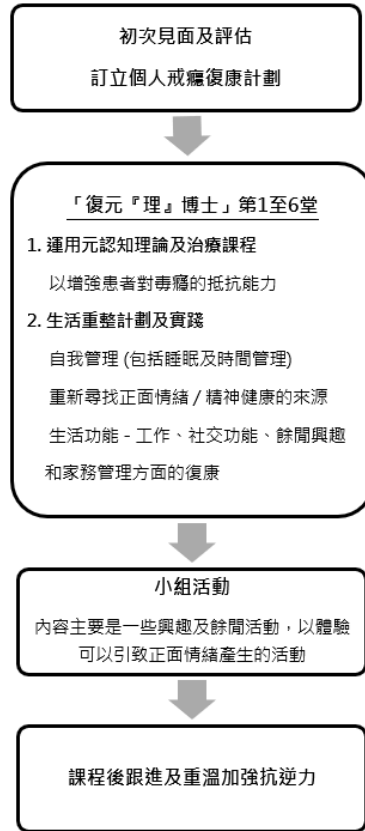 初次見面及評估
訂立個人戒癮復康計劃
「復元『理』博士」第1至6堂
1. 運用元認知理論及治療課程
以增強患者對毒癮的抵抗能力
2. 生活重整計劃及實踐
自我管理 (包括睡眠及時間管理)
重新尋找正面情緒 / 精神健康的來源
生活功能 - 工作、社交功能、餘閒興趣
和家務管理方面的復康
小組活動
內容主要是一些興趣及餘閒活動，以體驗
可以引致正面情緒產生的活動
課程後跟進及重溫加強抗逆力